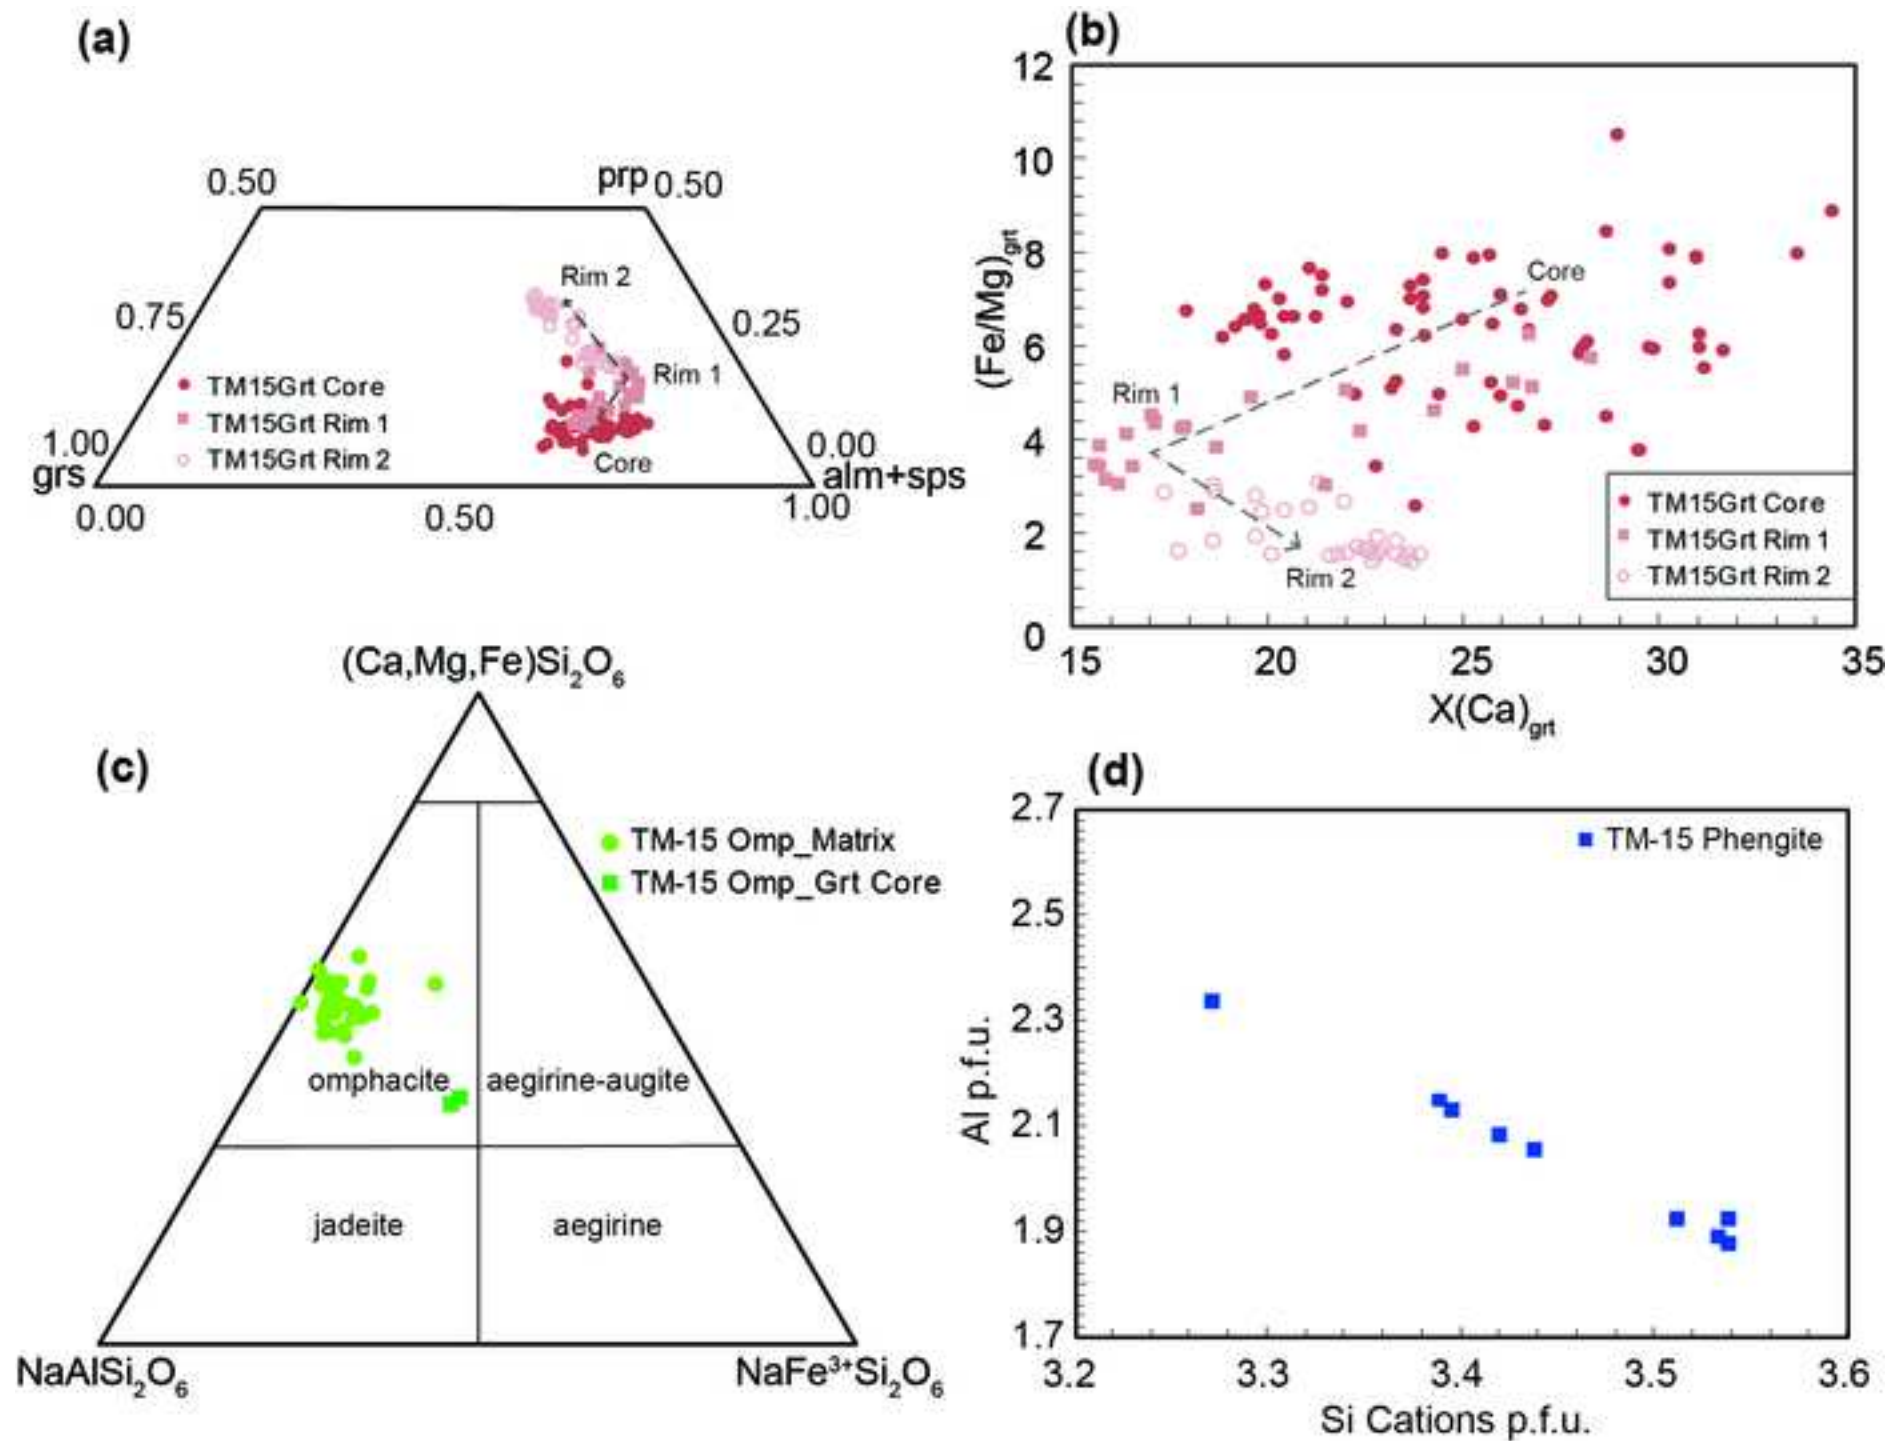 (a)
0.50
prp 0.50
Rim 2
0.75
0.25
Rim 1
TM15Grt Core
TM15Grt Rim 1
TM15Grt Rim 2
1.00
0.00
grs
Core
alm+sps
0.00
0.50
1.00
(b)
12
10
8
6
4
2
0
(Fe/Mg)grt
Core
Rim 1
Rim 2
TM15Grt Core
TM15Grt Rim 1
TM15Grt Rim 2
15
20
25
30
35
X(Ca)grt
(c)
(Ca,Mg,Fe)Si₂O₆
TM-15 Omp_Matrix
TM-15 Omp_Grt Core
omphacite
aegirine-augite
jadeite
aegirine
NaAlSi₂O₆
NaFe³⁺Si₂O₆
(d)
2.7
2.5
2.3
2.1
1.9
1.7
Al p.f.u.
TM-15 Phengite
3.2
3.3
3.4
3.5
3.6
Si Cations p.f.u.